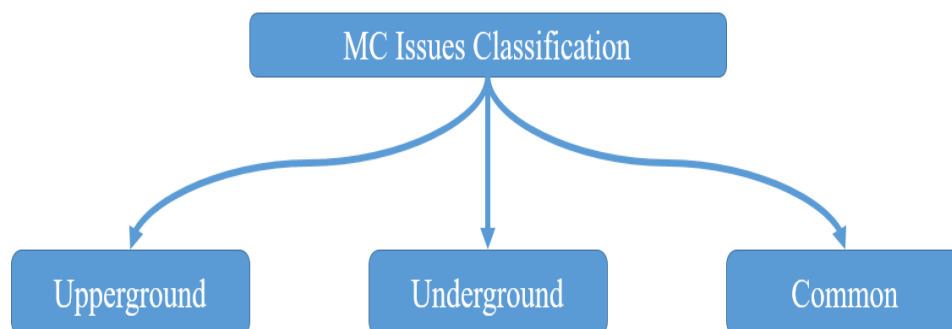 MC Issues Classification
Upperground
Underground
Common